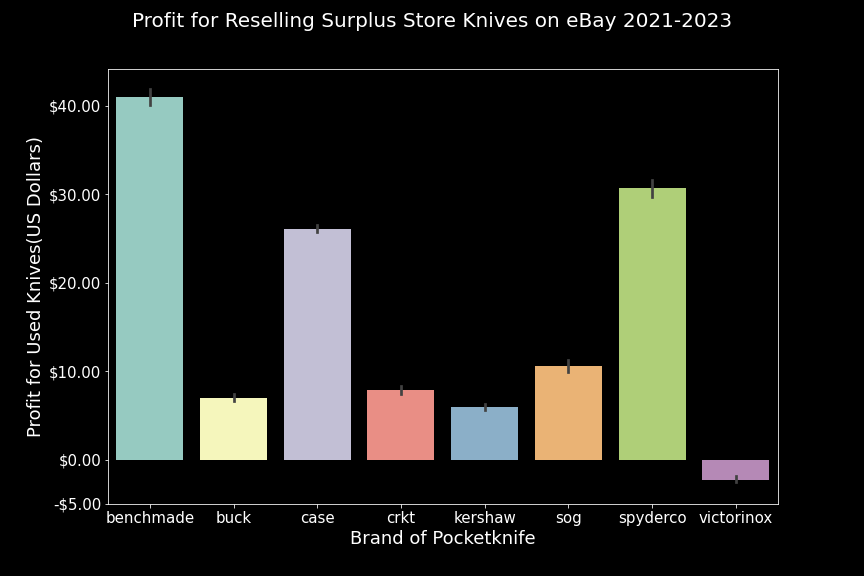 Profit for Reselling Surplus Store Knives on eBay 2021-2023
Profit for Used Knives(US Dollars)
$40.00
$30.00
$20.00
$10.00
$0.00
-$5.00
benchmade buck case crkt kershaw sog spyderco victorinox
Brand of Pocketknife